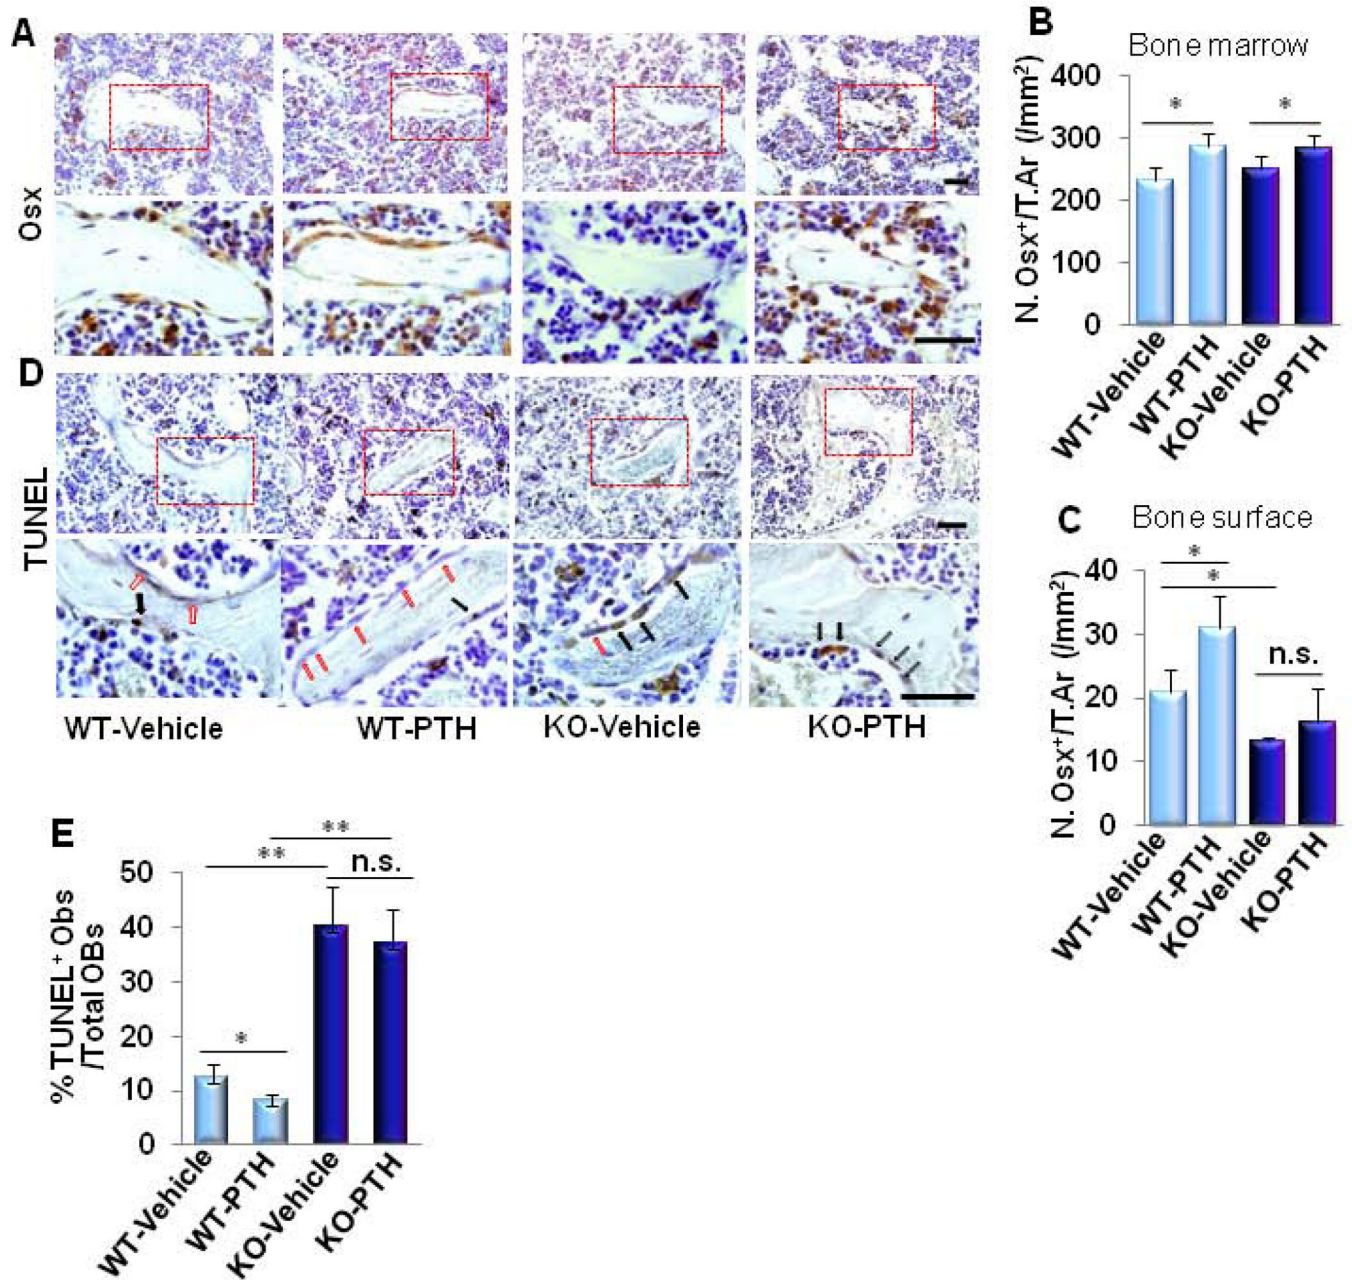 A
Osx
B
Bone marrow
N. Osx⁺/T.Ar (/mm²)
400
300
200
100
0
*
*
WT-Vehicle
WT-PTH
KO-Vehicle
KO-PTH
D
TUNEL
WT-Vehicle
WT-PTH
KO-Vehicle
KO-PTH
C
Bone surface
N. Osx⁺/T.Ar (/mm²)
40
30
20
10
0
*
*
n.s.
WT-Vehicle
WT-PTH
KO-Vehicle
KO-PTH
E
% TUNEL⁺ Obs
/Total OBs
50
40
30
20
10
0
**
**
n.s.
*
WT-Vehicle
WT-PTH
KO-Vehicle
KO-PTH